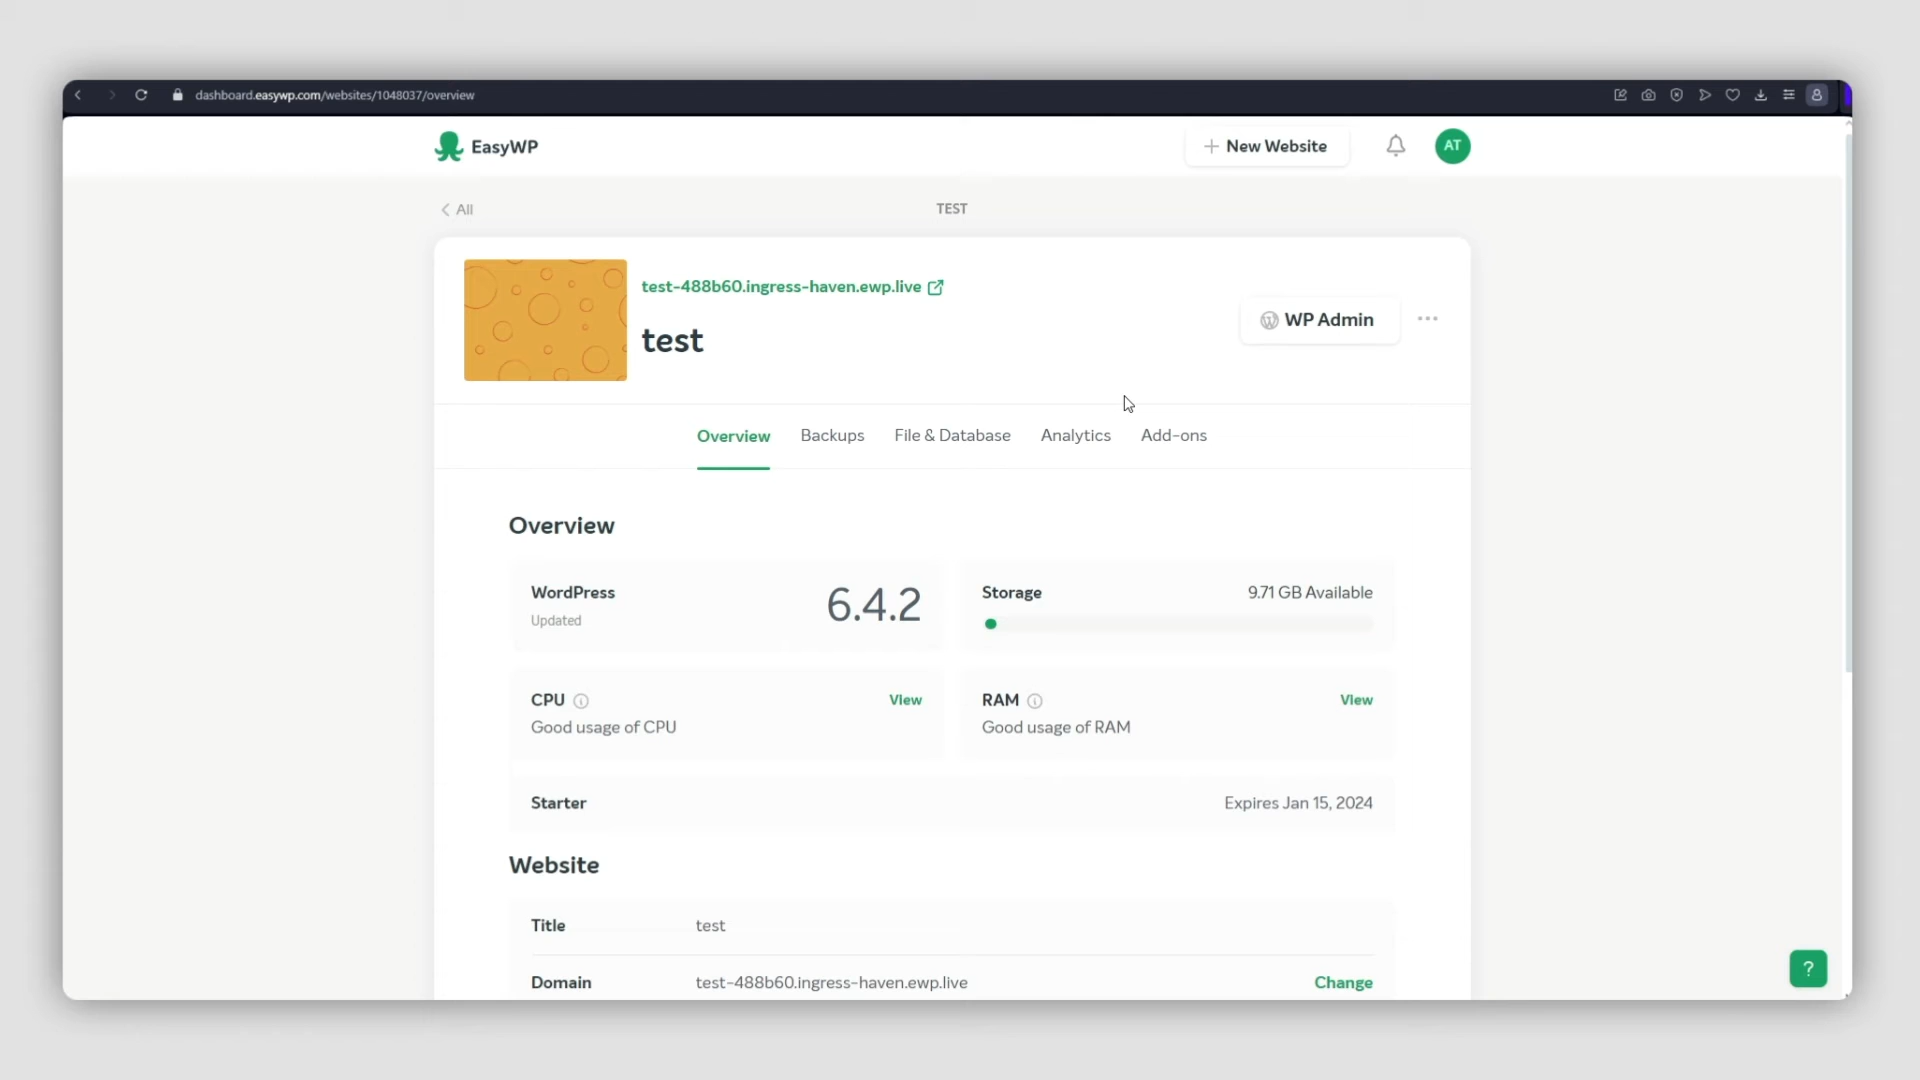 dashboard.easywp.com/websites/1048037/overview
EasyWP
New Website
AT
All
TEST
test-488b60.ingress-haven.ewp.live
test
WP Admin
Overview Backups File & Database Analytics Add-ons
Overview
WordPress
Updated
6.4.2
Storage 9.71 GB Available
CPU View
Good usage of CPU
RAM View
Good usage of RAM
Starter Expires Jan 15, 2024
Website
Title test
Domain test-488b60.ingress-haven.ewp.live Change
?